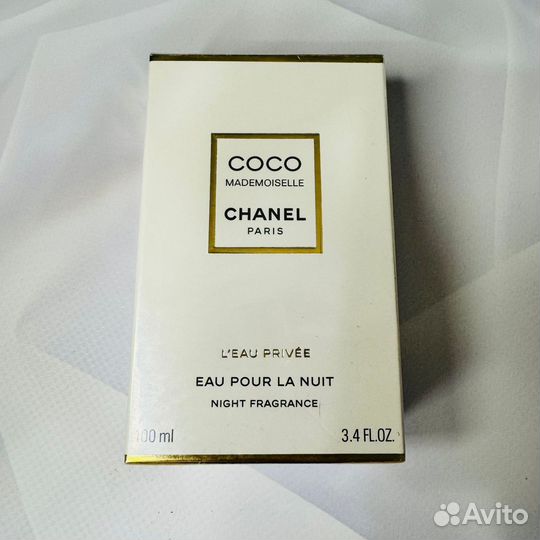 COCO
MADEMOISELLE
CHANEL
PARIS
L'EAU PRIVÉE
EAU POUR LA NUIT
NIGHT FRAGRANCE
100 ml 3.4 FL.OZ.
Avito